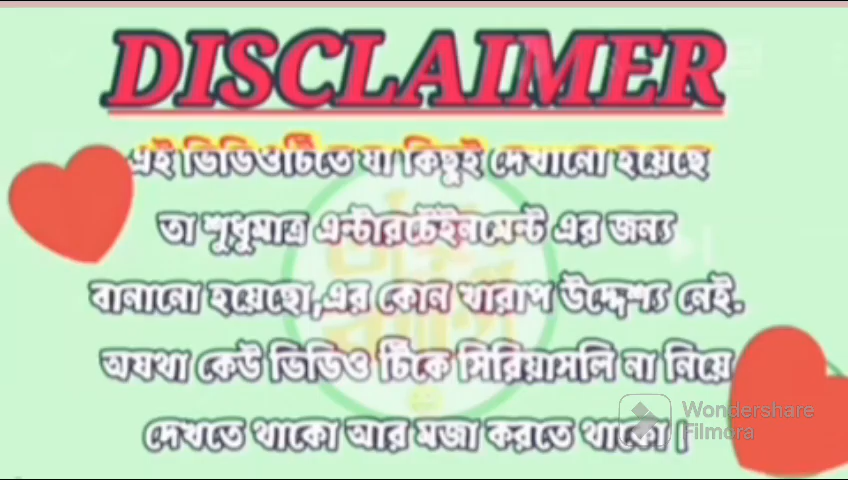 DISCLAIMER
এই ভিডিওটিতে যা কিছুই দেখানো হয়েছে
তা শুধুমাত্র এন্টারটেইনমেন্ট এর জন্য
বানানো হয়েছো,এর কোন খারাপ উদ্দেশ্য নেই.
অযথা কেউ ভিডিও টিকে সিরিয়াসলি না নিয়ে
দেখতে থাকো আর মজা করতে থাকো।
Wondershare
Filmora